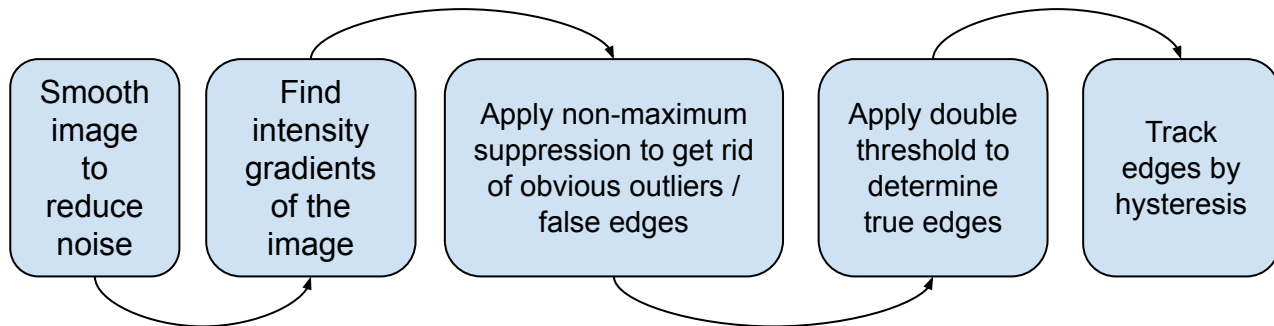 Smooth
image
to
reduce
noise
Find
intensity
gradients
of the
image
Apply non-maximum
suppression to get rid
of obvious outliers /
false edges
Apply double
threshold to
determine
true edges
Track
edges by
hysteresis